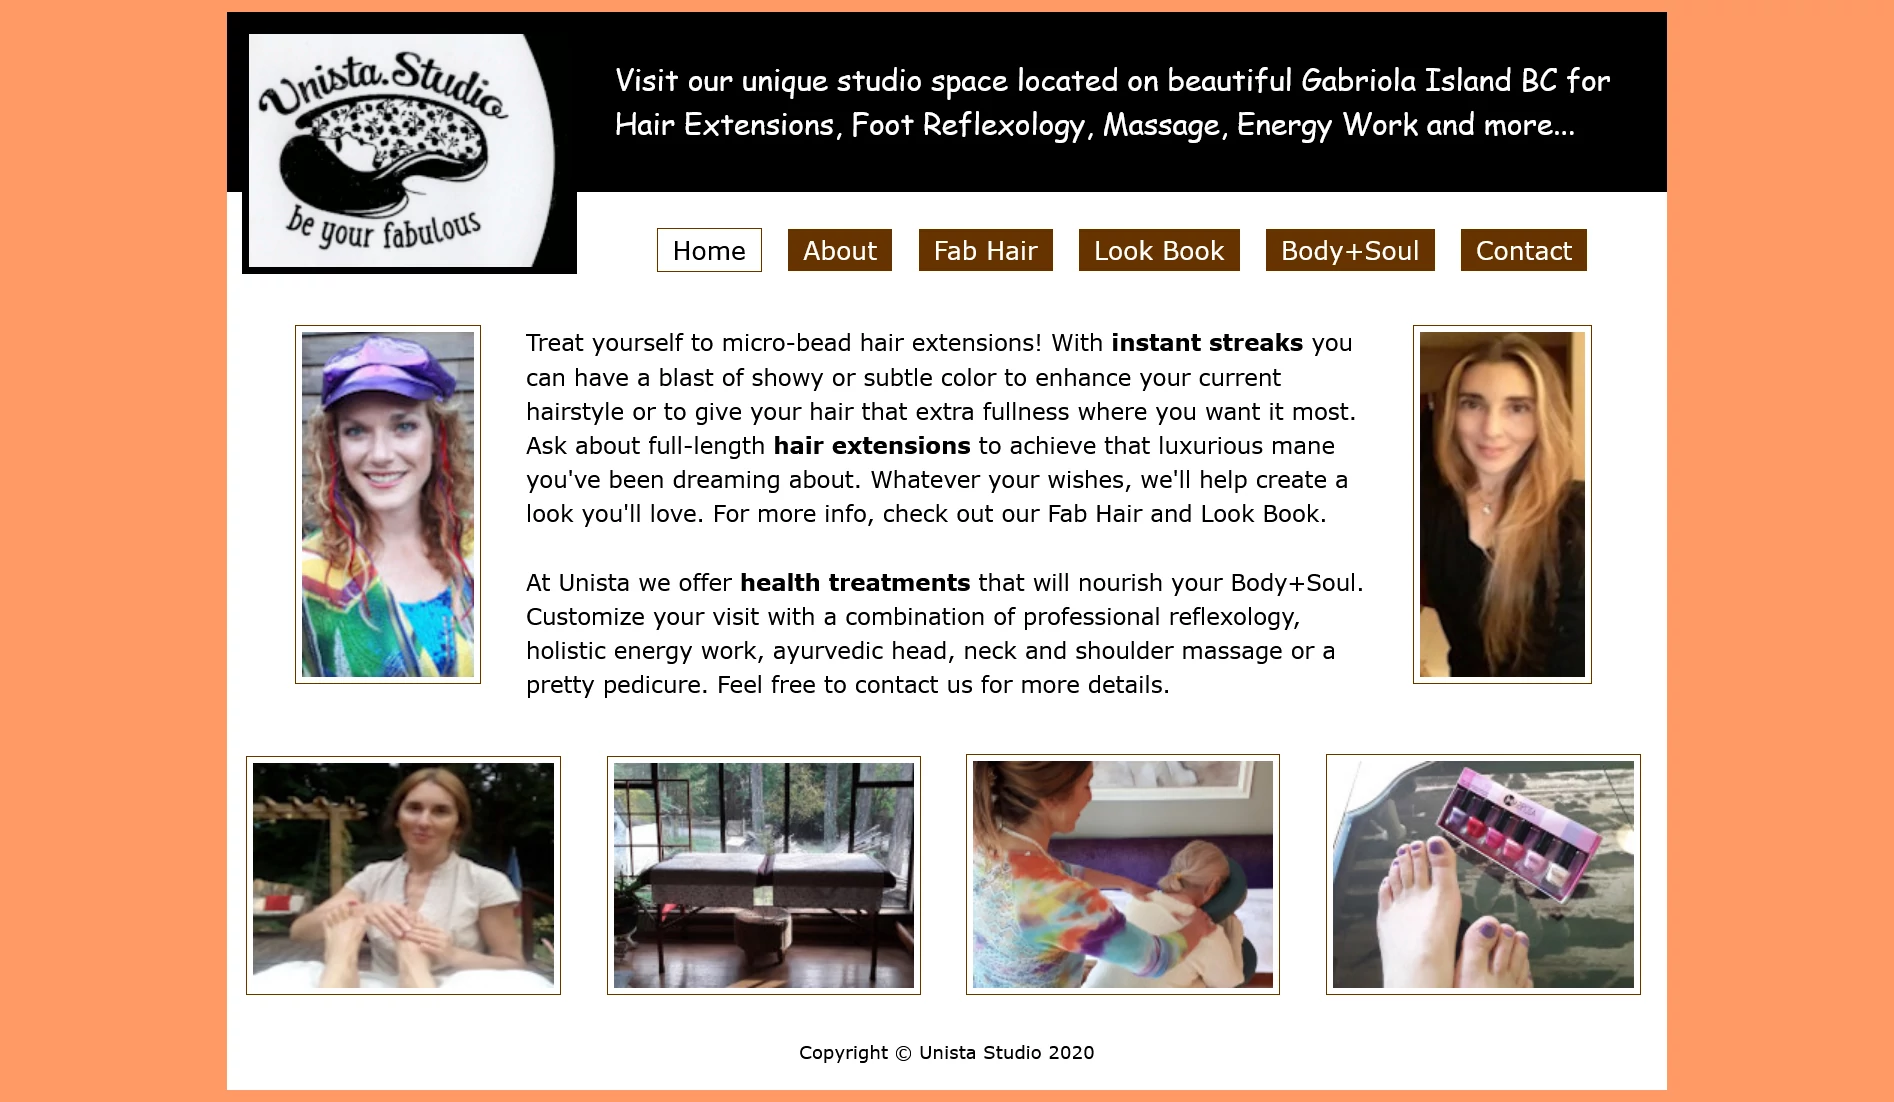 Unista.Studio
be your fabulous
Visit our unique studio space located on beautiful Gabriola Island BC for
Hair Extensions, Foot Reflexology, Massage, Energy Work and more...
Home About Fab Hair Look Book Body+Soul Contact
Treat yourself to micro-bead hair extensions! With instant streaks you
can have a blast of showy or subtle color to enhance your current
hairstyle or to give your hair that extra fullness where you want it most.
Ask about full-length hair extensions to achieve that luxurious mane
you've been dreaming about. Whatever your wishes, we'll help create a
look you'll love. For more info, check out our Fab Hair and Look Book.
At Unista we offer health treatments that will nourish your Body+Soul.
Customize your visit with a combination of professional reflexology,
holistic energy work, ayurvedic head, neck and shoulder massage or a
pretty pedicure. Feel free to contact us for more details.
Copyright © Unista Studio 2020